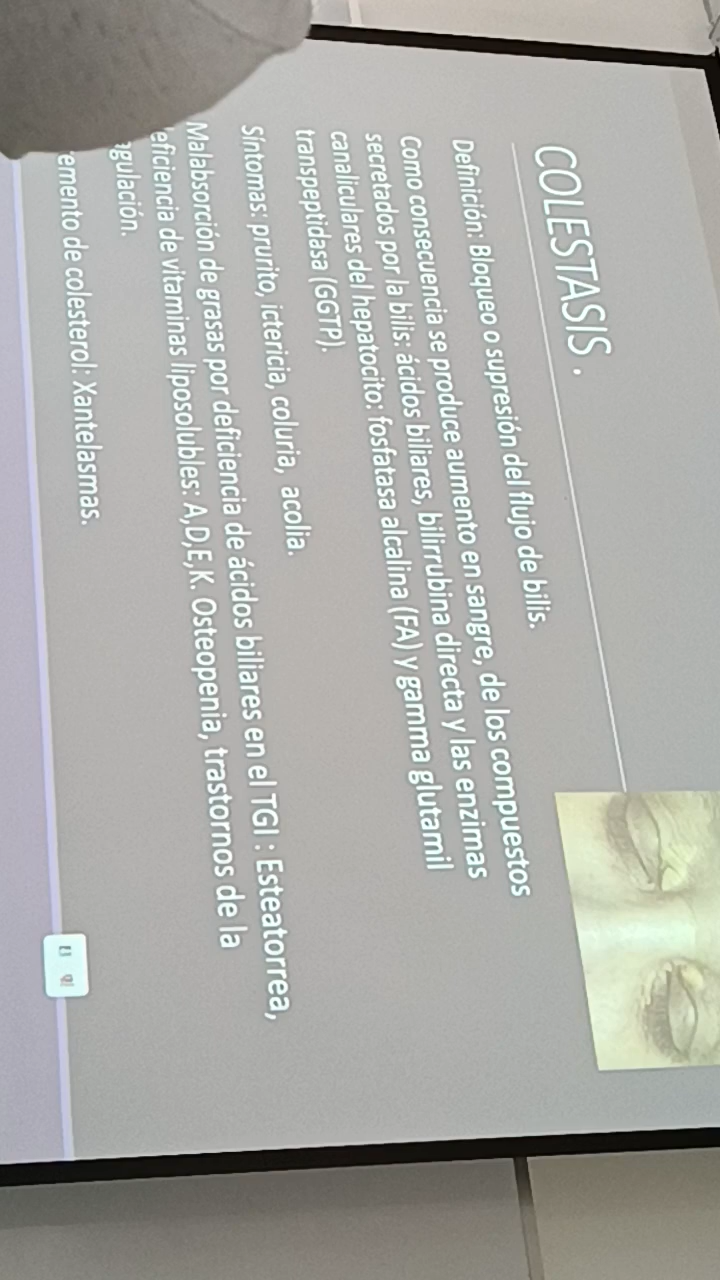 COLESTASIS .
Definición: Bloqueo o supresión del flujo de bilis.
Como consecuencia se produce aumento en sangre, de los compuestos
secretados por la bilis: ácidos biliares, bilirrubina directa y las enzimas
canaliculares del hepatocito: fosfatasa alcalina (FA) y gamma glutamil
transpeptidasa (GGTP).
Síntomas: prurito, ictericia, coluria, acolia.
Malabsorción de grasas por deficiencia de ácidos biliares en el TGI : Esteatorrea,
eficiencia de vitaminas liposolubles: A,D,E,K. Osteopenia, trastornos de la
agulación.
emento de colesterol: Xantelasmas.